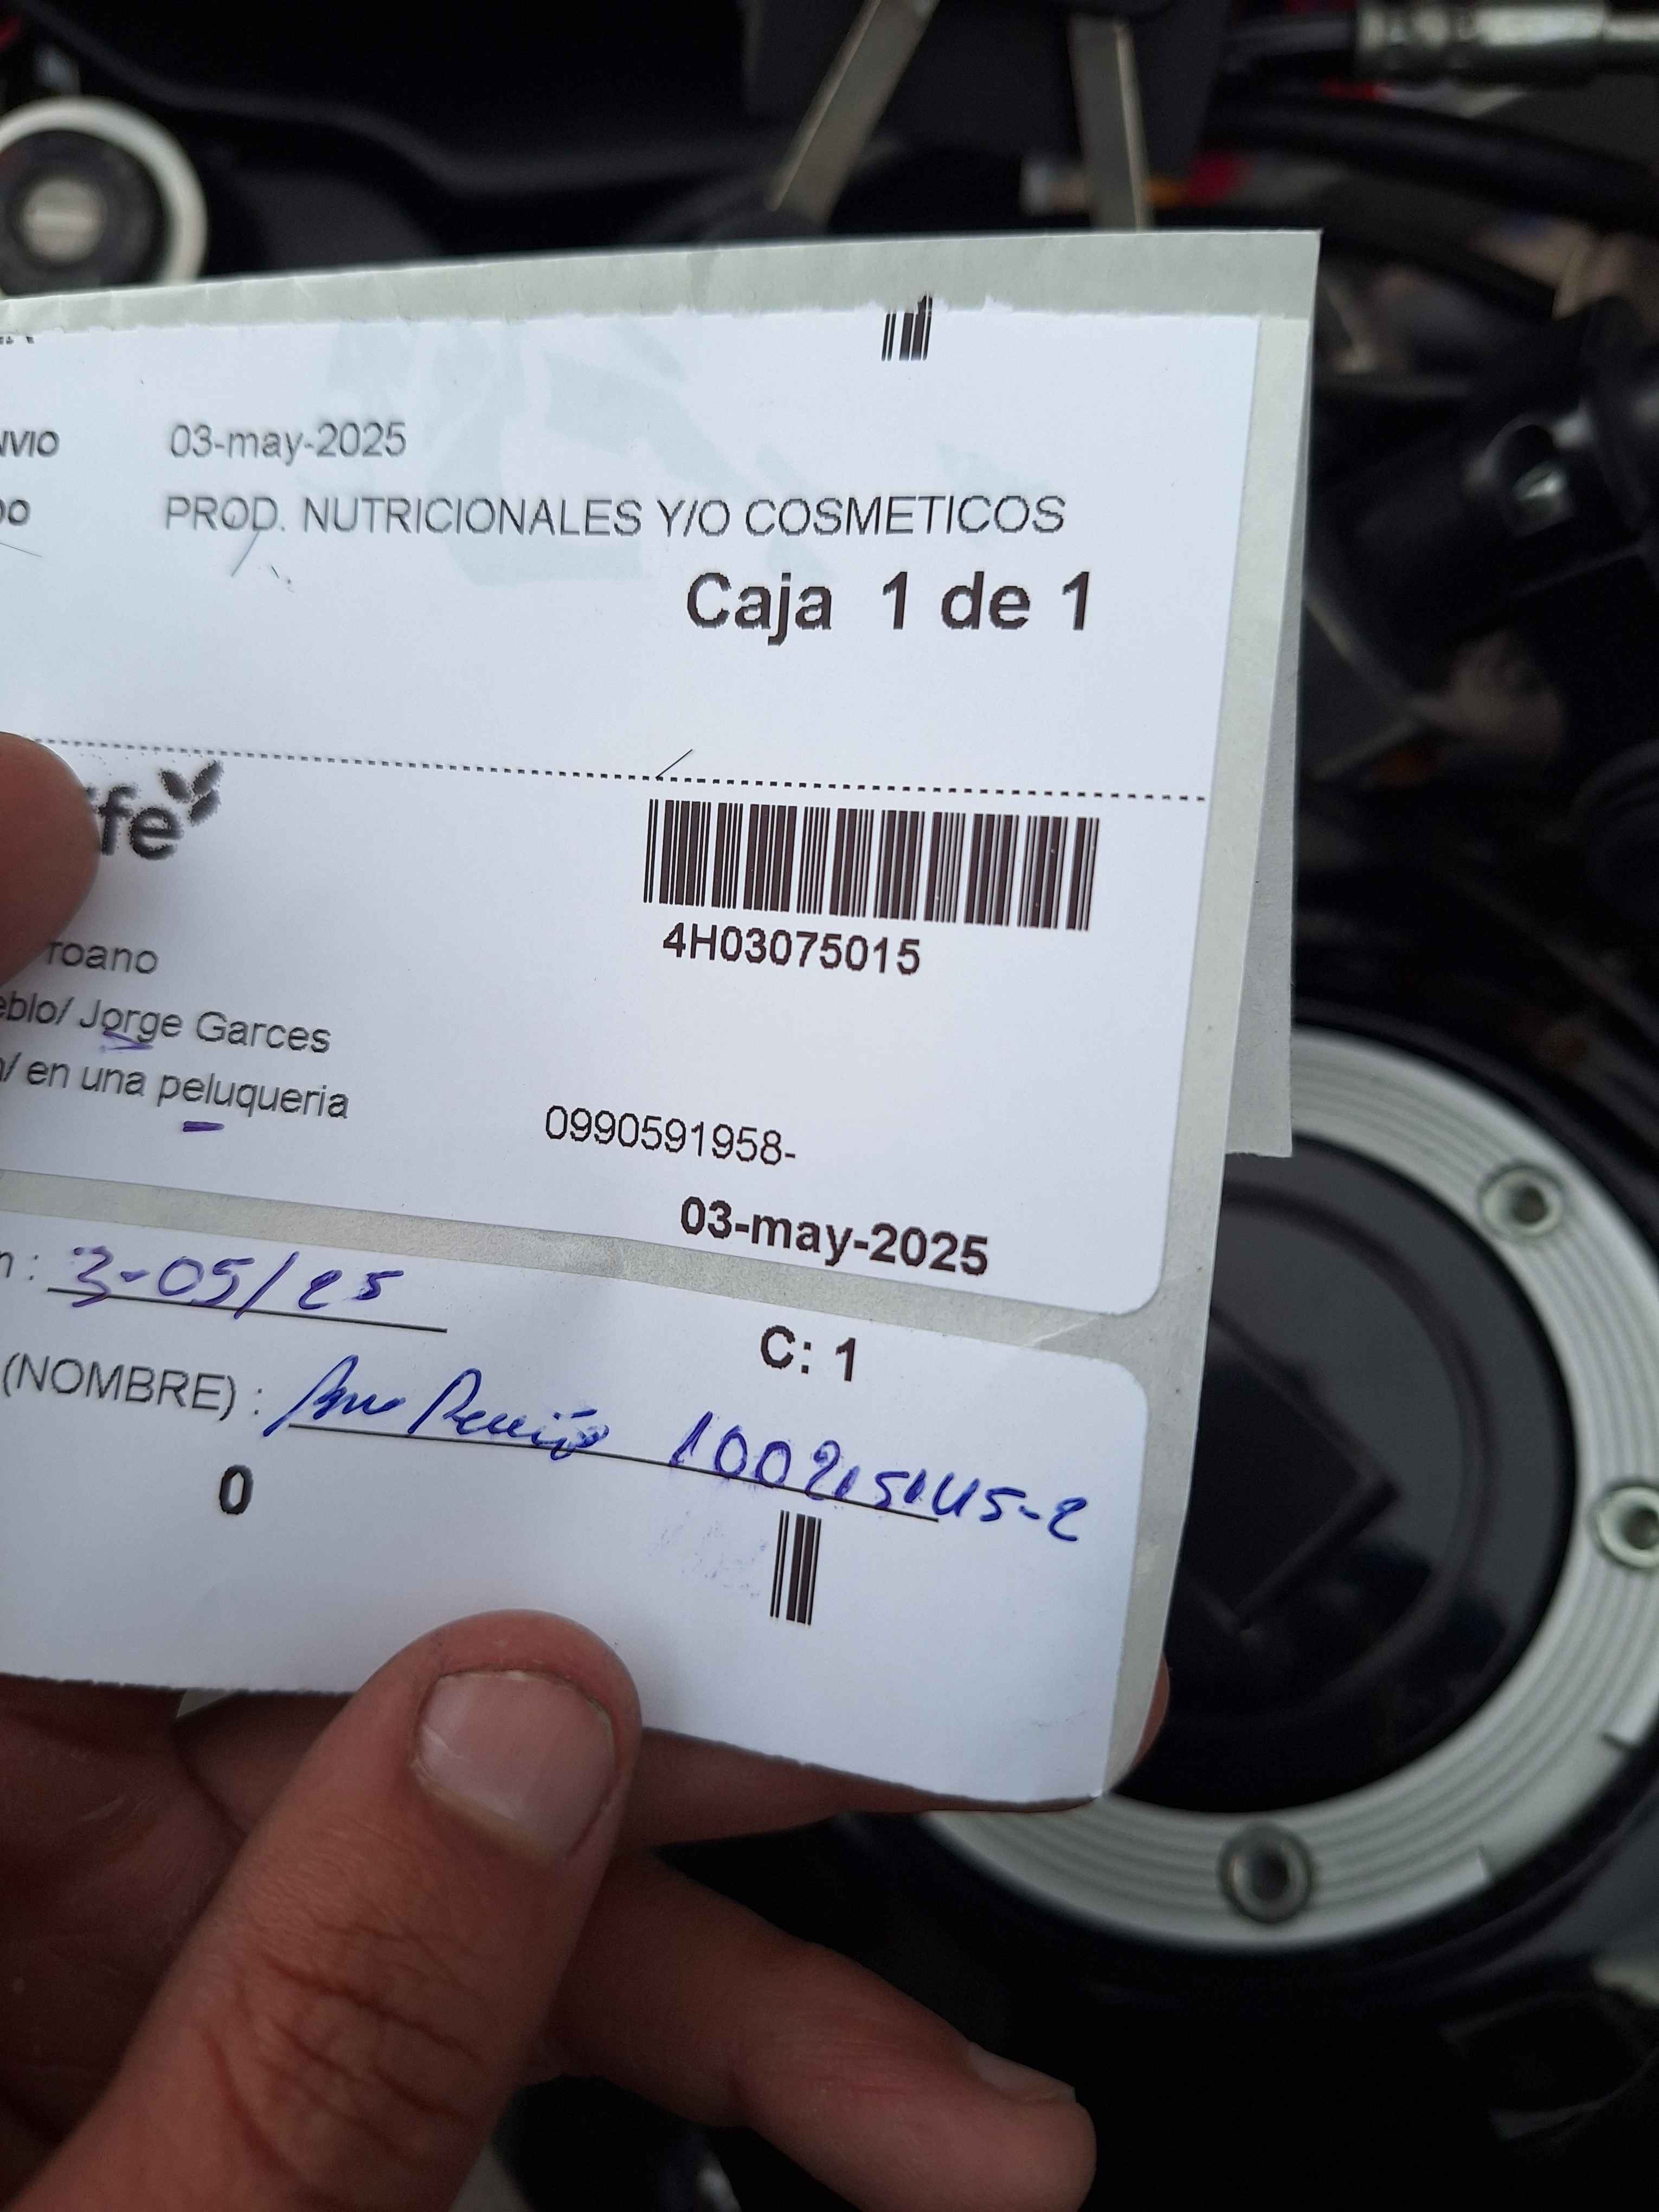 NVIO 03-may-2025
DO PROD. NUTRICIONALES Y/O COSMETICOS
Caja 1 de 1
ife
4H03075015
roano
eblo/ Jorge Garces
/ en una peluqueria
0990591958-
03-may-2025
n : 3-05/25
C: 1
(NOMBRE) :
0